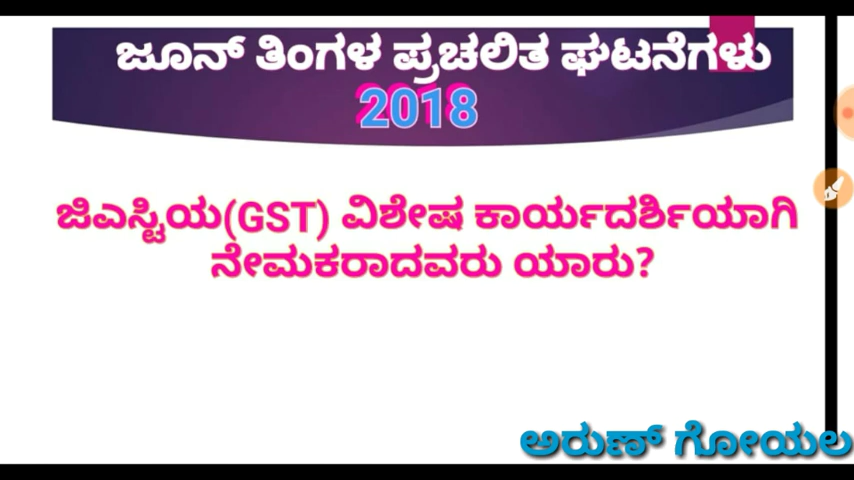 ಜೂನ್ ತಿಂಗಳ ಪ್ರಚಲಿತ ಘಟನೆಗಳು
2018
ಜಿಎಸ್ಟಿಯ(GST) ವಿಶೇಷ ಕಾರ್ಯದರ್ಶಿಯಾಗಿ
ನೇಮಕರಾದವರು ಯಾರು?
ಅರುಣ್ ಗೋಯಲ